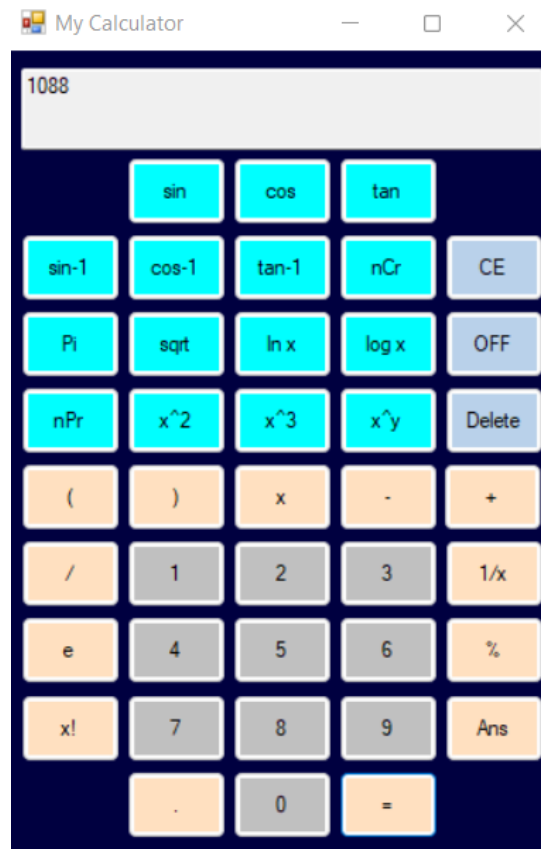 My Calculator
1088
sin cos tan
sin-1 cos-1 tan-1 nCr CE
Pi sqrt ln x log x OFF
nPr x^2 x^3 x^y Delete
( ) x - +
/ 1 2 3 1/x
e 4 5 6 %
x! 7 8 9 Ans
. 0 =